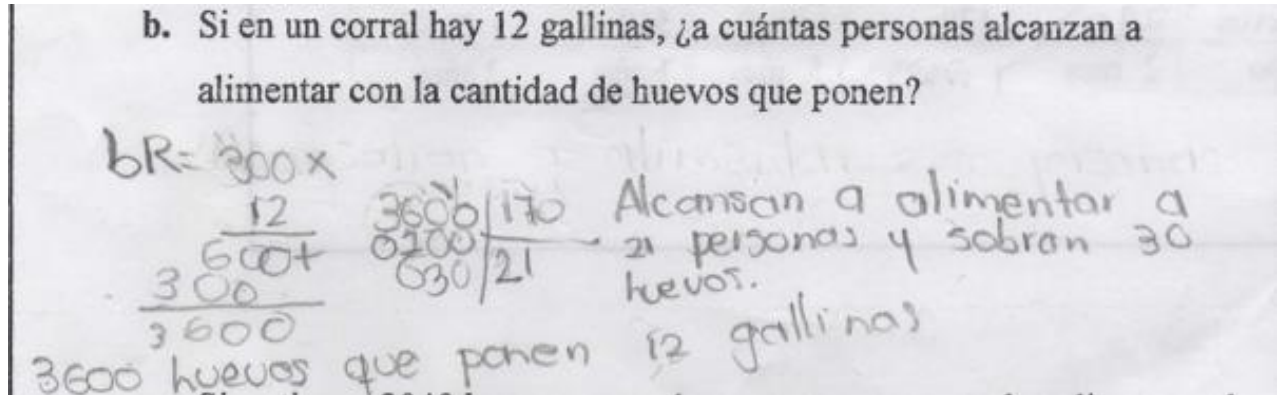 b. Si en un corral hay 12 gallinas, ¿a cuántas personas alcanzan a
alimentar con la cantidad de huevos que ponen?
bR= 300x
12
600+
300
3600
3600 | 170
0200
030 | 21
Alcansan a alimentar a
21 personas y sobran 30
huevos.
3600 huevos que ponen 12 gallinas